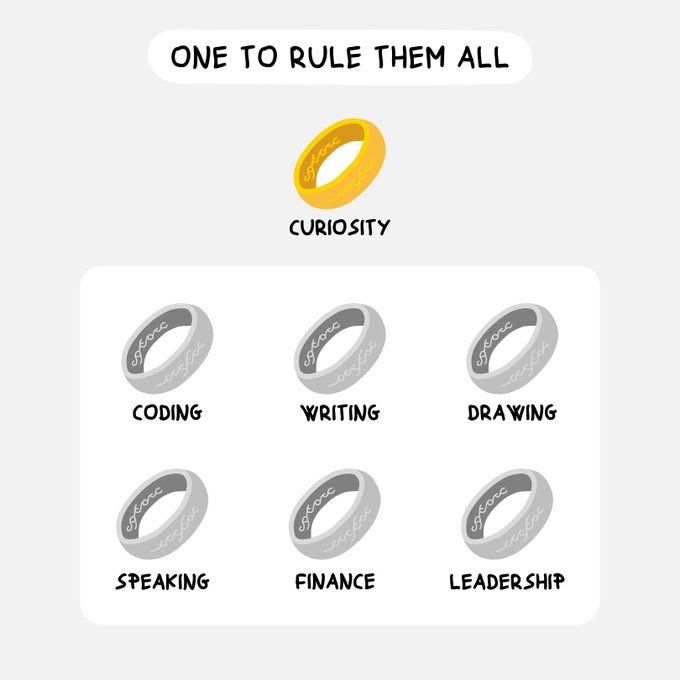 ONE TO RULE THEM ALL
CURIOSITY
CODING
WRITING
DRAWING
SPEAKING
FINANCE
LEADERSHIP